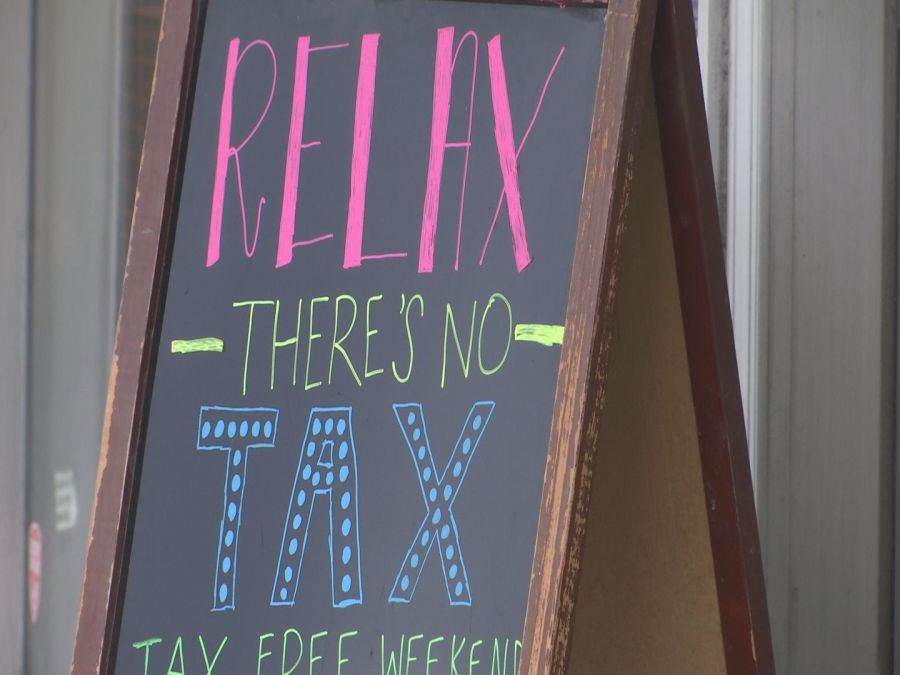 RELAX
- THERE'S NO -
TAX
TAX FREE WEEKEND